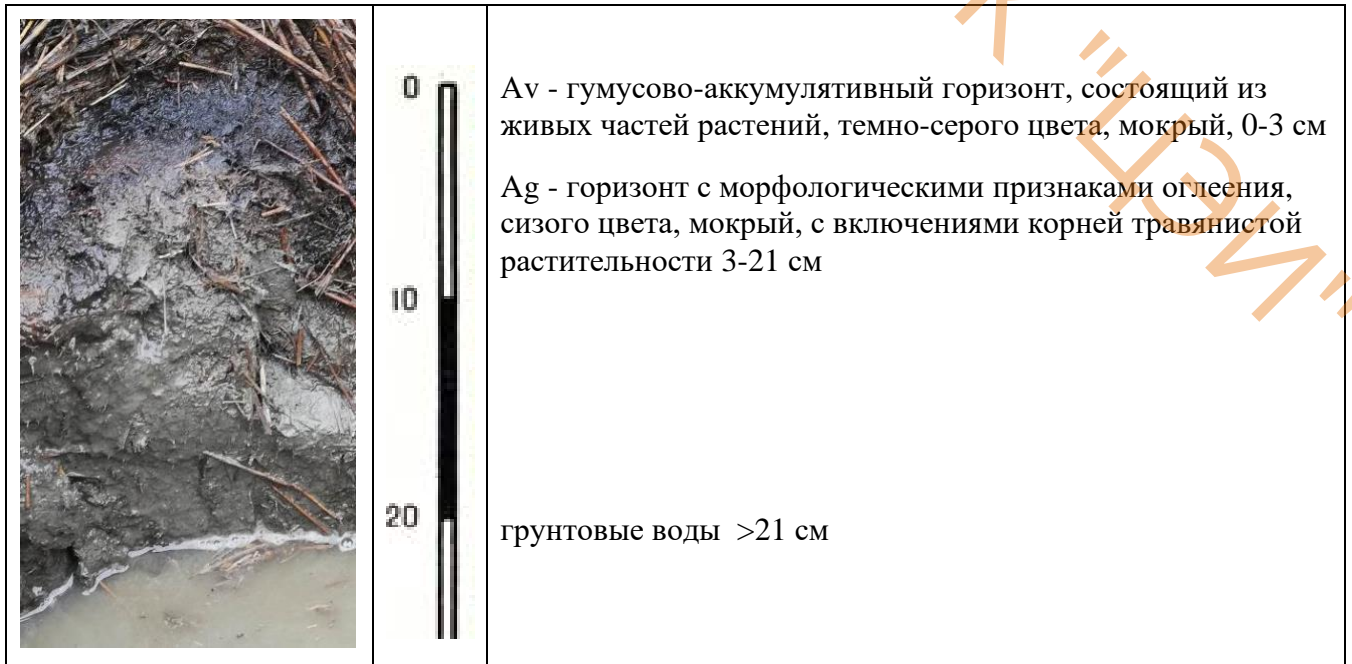 К "ЦЭИ"
0
10
20
Av - гумусово-аккумулятивный горизонт, состоящий из
живых частей растений, темно-серого цвета, мокрый, 0-3 см
Ag - горизонт с морфологическими признаками оглеения,
сизого цвета, мокрый, с включениями корней травянистой
растительности 3-21 см
грунтовые воды >21 см